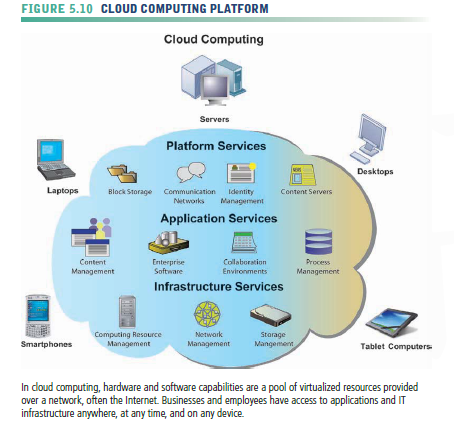 FIGURE 5.10 CLOUD COMPUTING PLATFORM
Cloud Computing
Servers
Platform Services
Desktops
Laptops
Block Storage
Communication
Networks
Identity
Management
NEWS
Content Servers
Application Services
Content
Management
Enterprise
Software
Collaboration
Environments
Process
Management
Infrastructure Services
Smartphones
Computing Resource
Management
Network
Management
Storage
Mangement
Tablet Computers
In cloud computing, hardware and software capabilities are a pool of virtualized resources provided
over a network, often the Internet. Businesses and employees have access to applications and IT
infrastructure anywhere, at any time, and on any device.